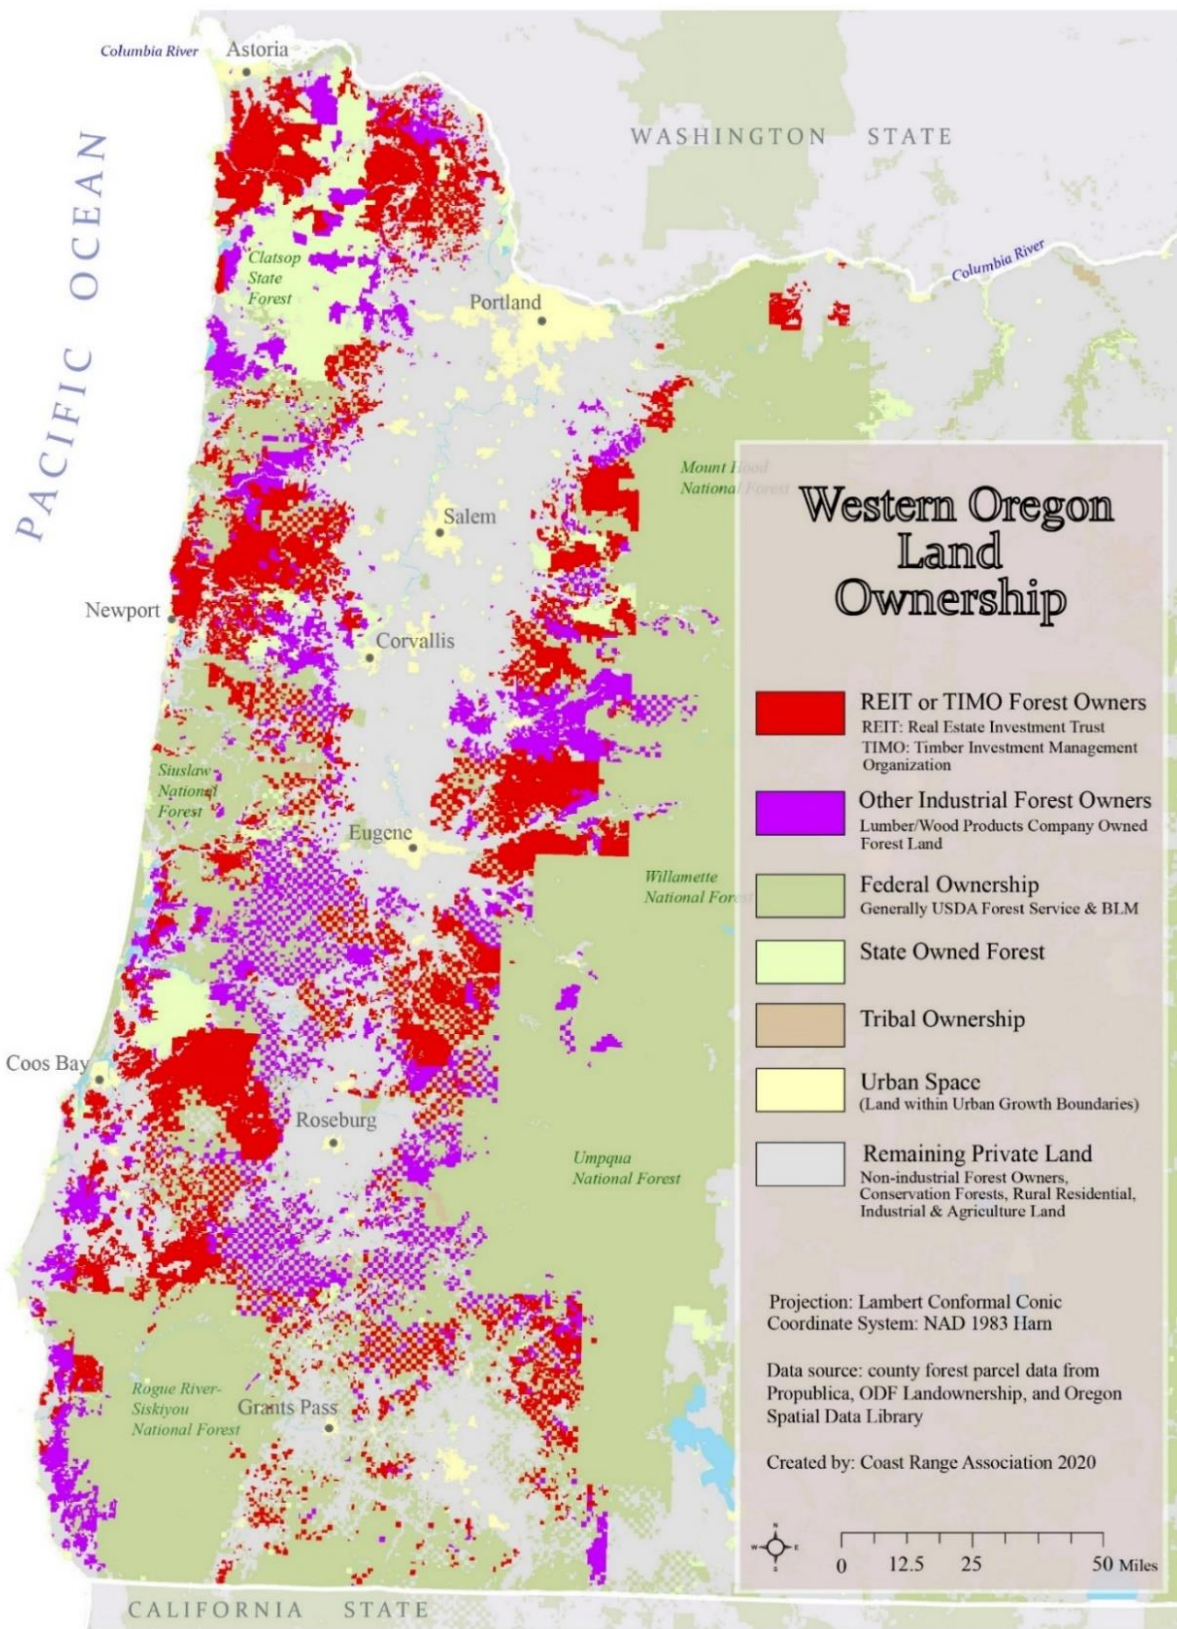 Columbia River
Astoria
WASHINGTON STATE
PACIFIC OCEAN
Clatsop
State
Forest
Columbia River
Portland
Mount Hood
National Forest
Salem
Newport
Corvallis
Siuslaw
National
Forest
Eugene
Willamette
National Forest
Coos Bay
Roseburg
Umpqua
National Forest
Rogue River-
Siskiyou
National Forest
Grants Pass
CALIFORNIA STATE
Western Oregon
Land
Ownership
REIT or TIMO Forest Owners
REIT: Real Estate Investment Trust
TIMO: Timber Investment Management
Organization
Other Industrial Forest Owners
Lumber/Wood Products Company Owned
Forest Land
Federal Ownership
Generally USDA Forest Service & BLM
State Owned Forest
Tribal Ownership
Urban Space
(Land within Urban Growth Boundaries)
Remaining Private Land
Non-industrial Forest Owners,
Conservation Forests, Rural Residential,
Industrial & Agriculture Land
Projection: Lambert Conformal Conic
Coordinate System: NAD 1983 Harn
Data source: county forest parcel data from
Propublica, ODF Landownership, and Oregon
Spatial Data Library
Created by: Coast Range Association 2020
N
W E
S
0 12.5 25 50 Miles